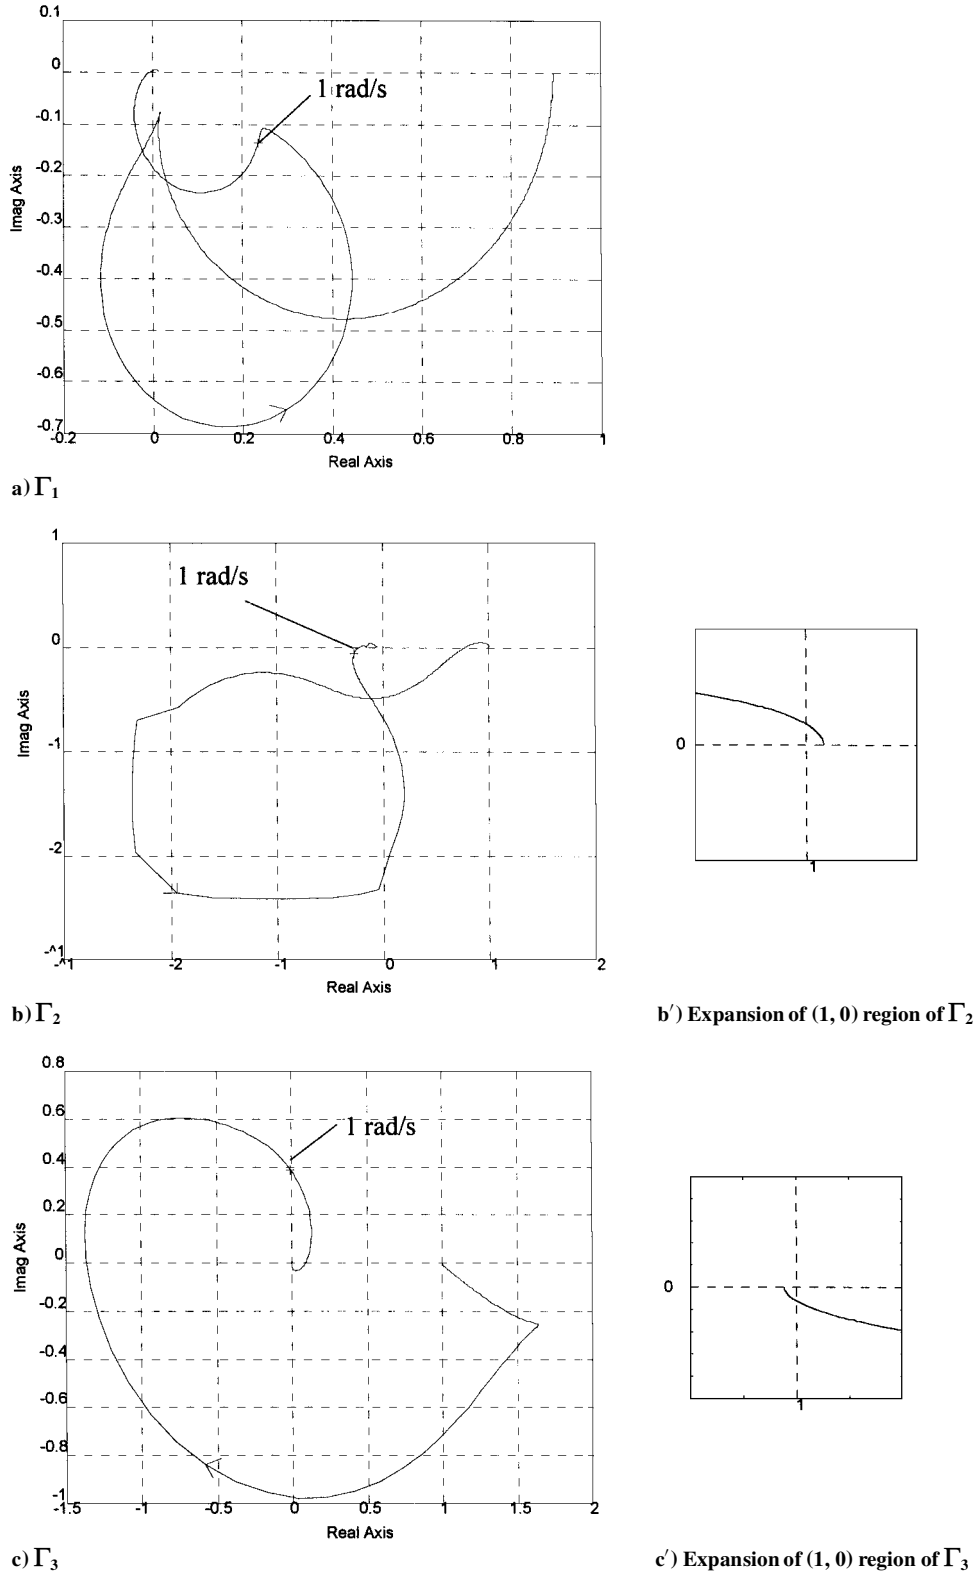 0.1
0
-0.1
-0.2
-0.3
-0.4
-0.5
-0.6
-0.7
Imag Axis
1 rad/s
-0.2 0 0.2 0.4 0.6 0.8 1
Real Axis
a) Γ1
1
0
-1
-2
-^1
Imag Axis
1 rad/s
-^1 -2 -1 0 1 2
Real Axis
0
1
b) Γ2
b′) Expansion of (1, 0) region of Γ2
0.8
0.6
0.4
0.2
0
-0.2
-0.4
-0.6
-0.8
-1
Imag Axis
1 rad/s
-1.5 -1 -0.5 0 0.5 1 1.5 2
Real Axis
0
1
c) Γ3
c′) Expansion of (1, 0) region of Γ3